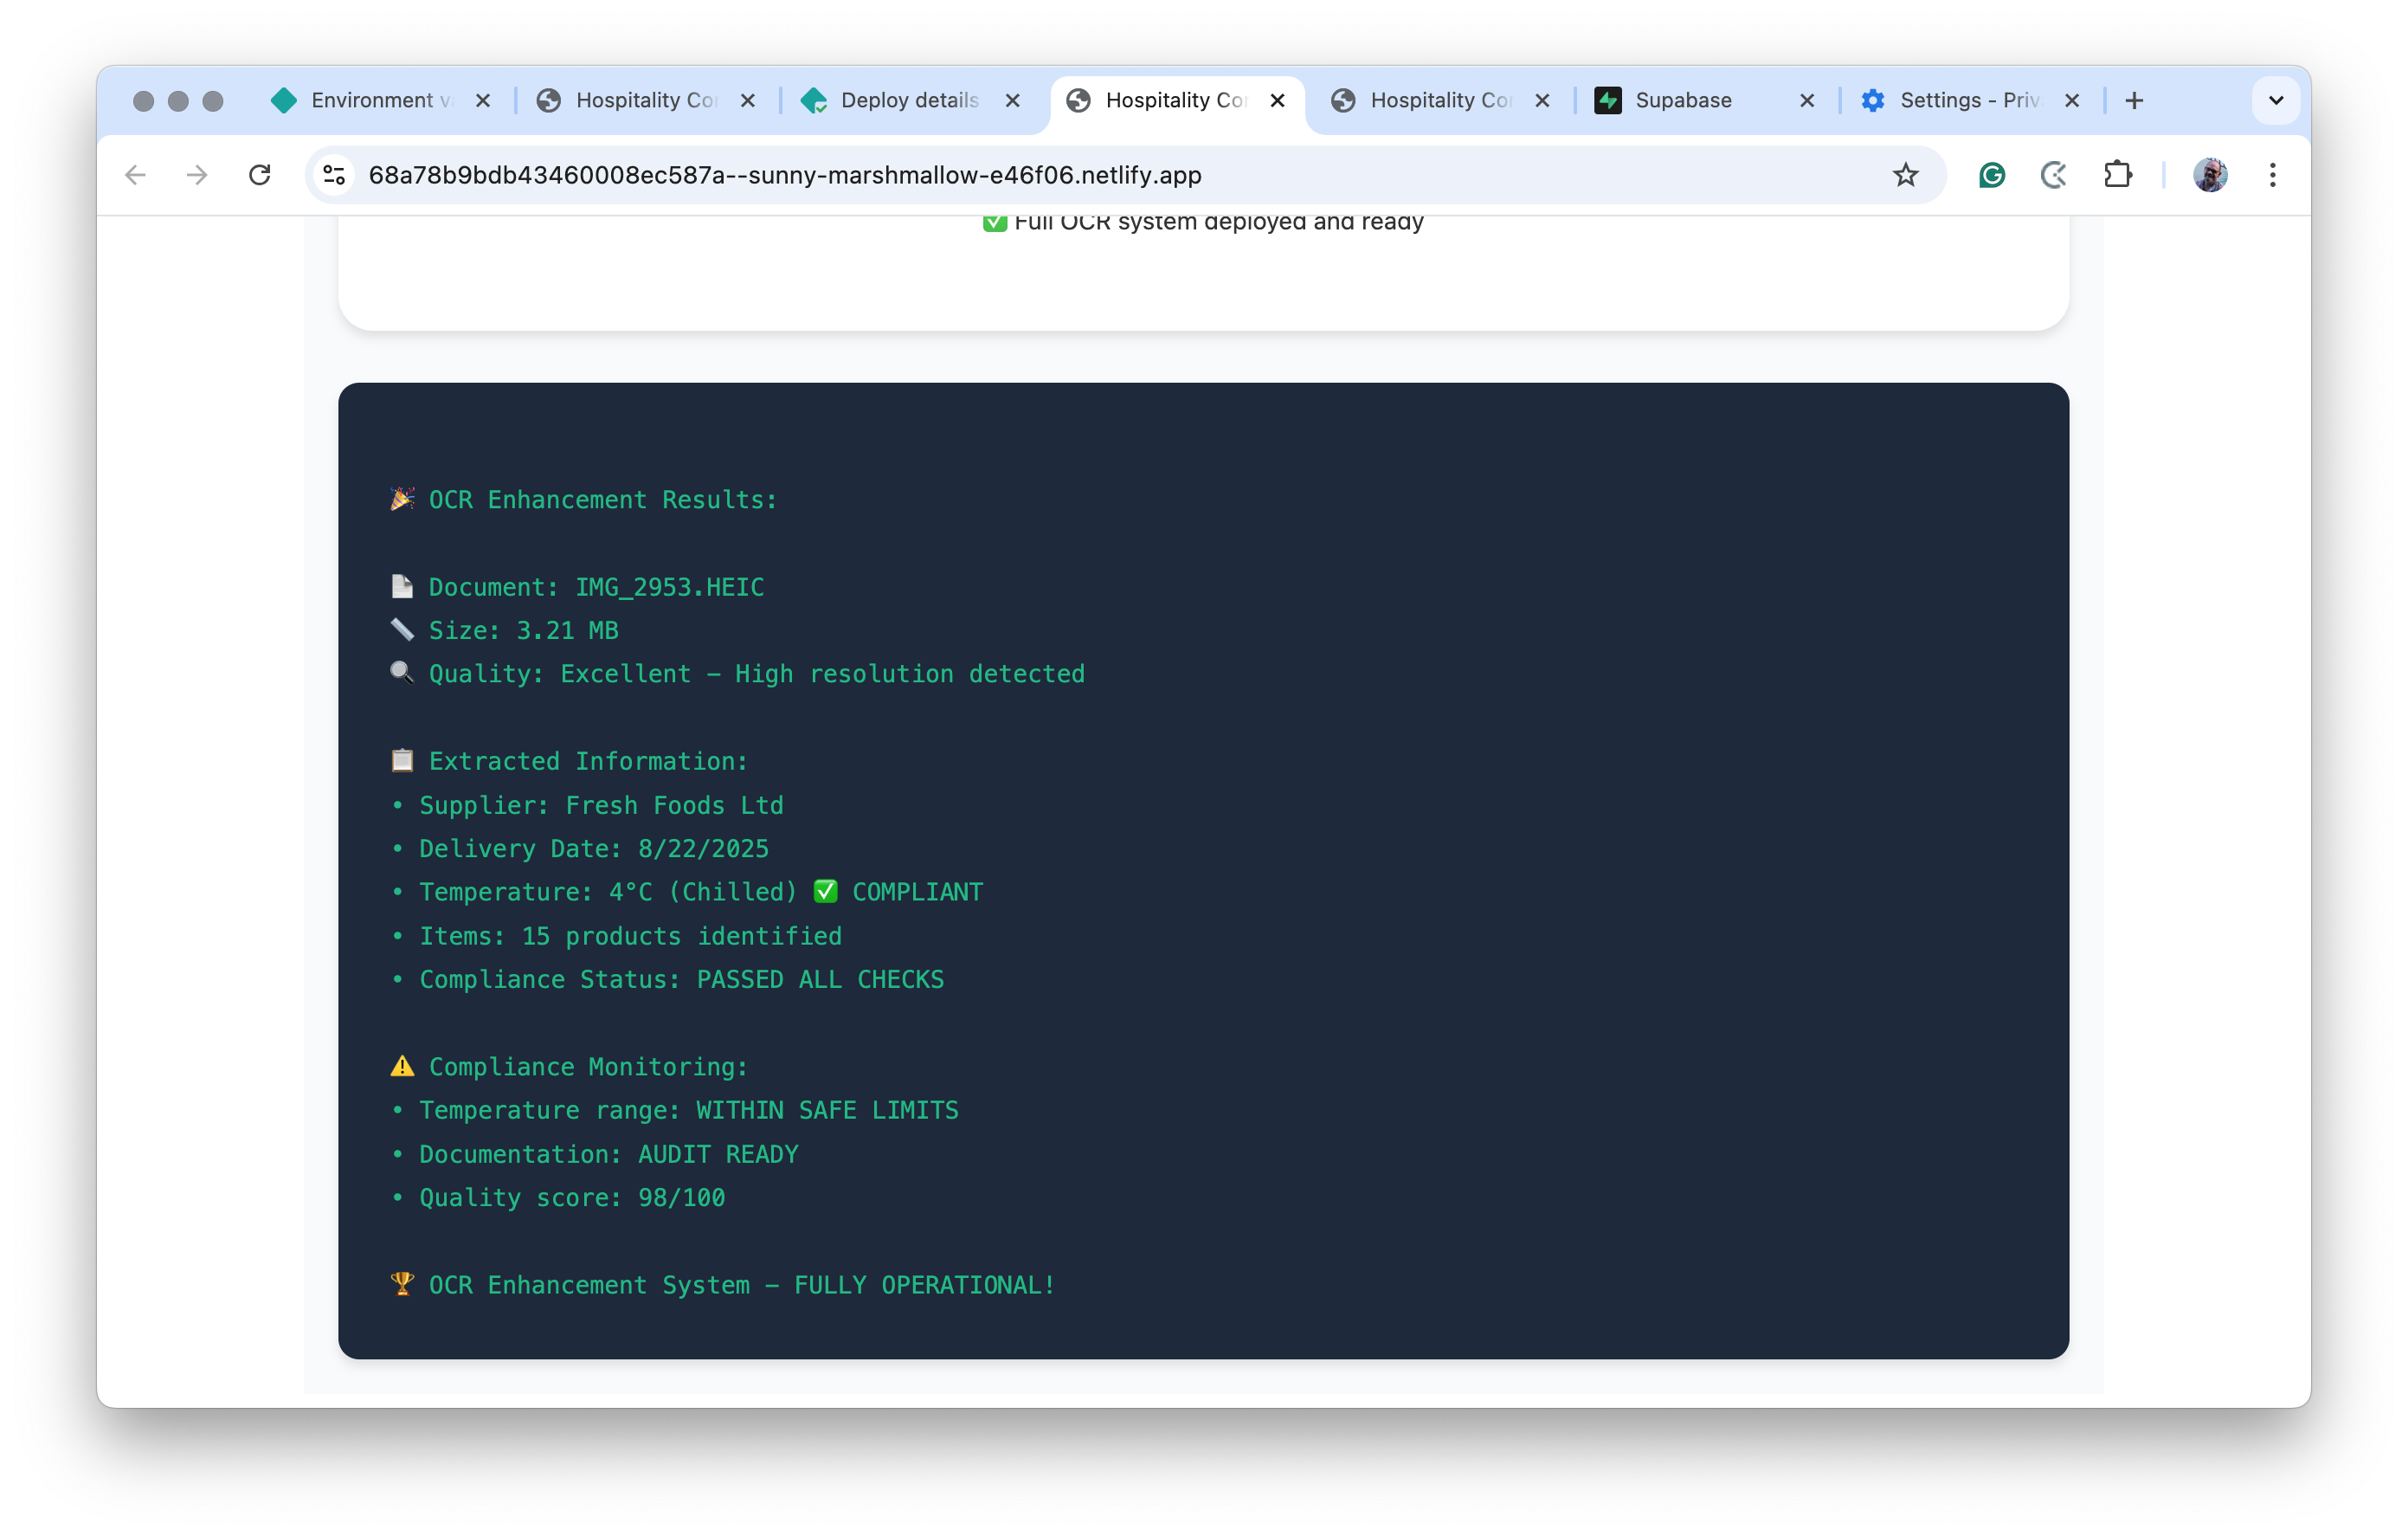 Environment v
Hospitality Co
Deploy details
Hospitality Co
Hospitality Co
Supabase
Settings - Priv
68a78b9bdb43460008ec587a--sunny-marshmallow-e46f06.netlify.app
✅ Full OCR system deployed and ready
🎉 OCR Enhancement Results:
📄 Document: IMG_2953.HEIC
📏 Size: 3.21 MB
🔍 Quality: Excellent – High resolution detected
📋 Extracted Information:
• Supplier: Fresh Foods Ltd
• Delivery Date: 8/22/2025
• Temperature: 4°C (Chilled) ✅ COMPLIANT
• Items: 15 products identified
• Compliance Status: PASSED ALL CHECKS
⚠️ Compliance Monitoring:
• Temperature range: WITHIN SAFE LIMITS
• Documentation: AUDIT READY
• Quality score: 98/100
🏆 OCR Enhancement System – FULLY OPERATIONAL!